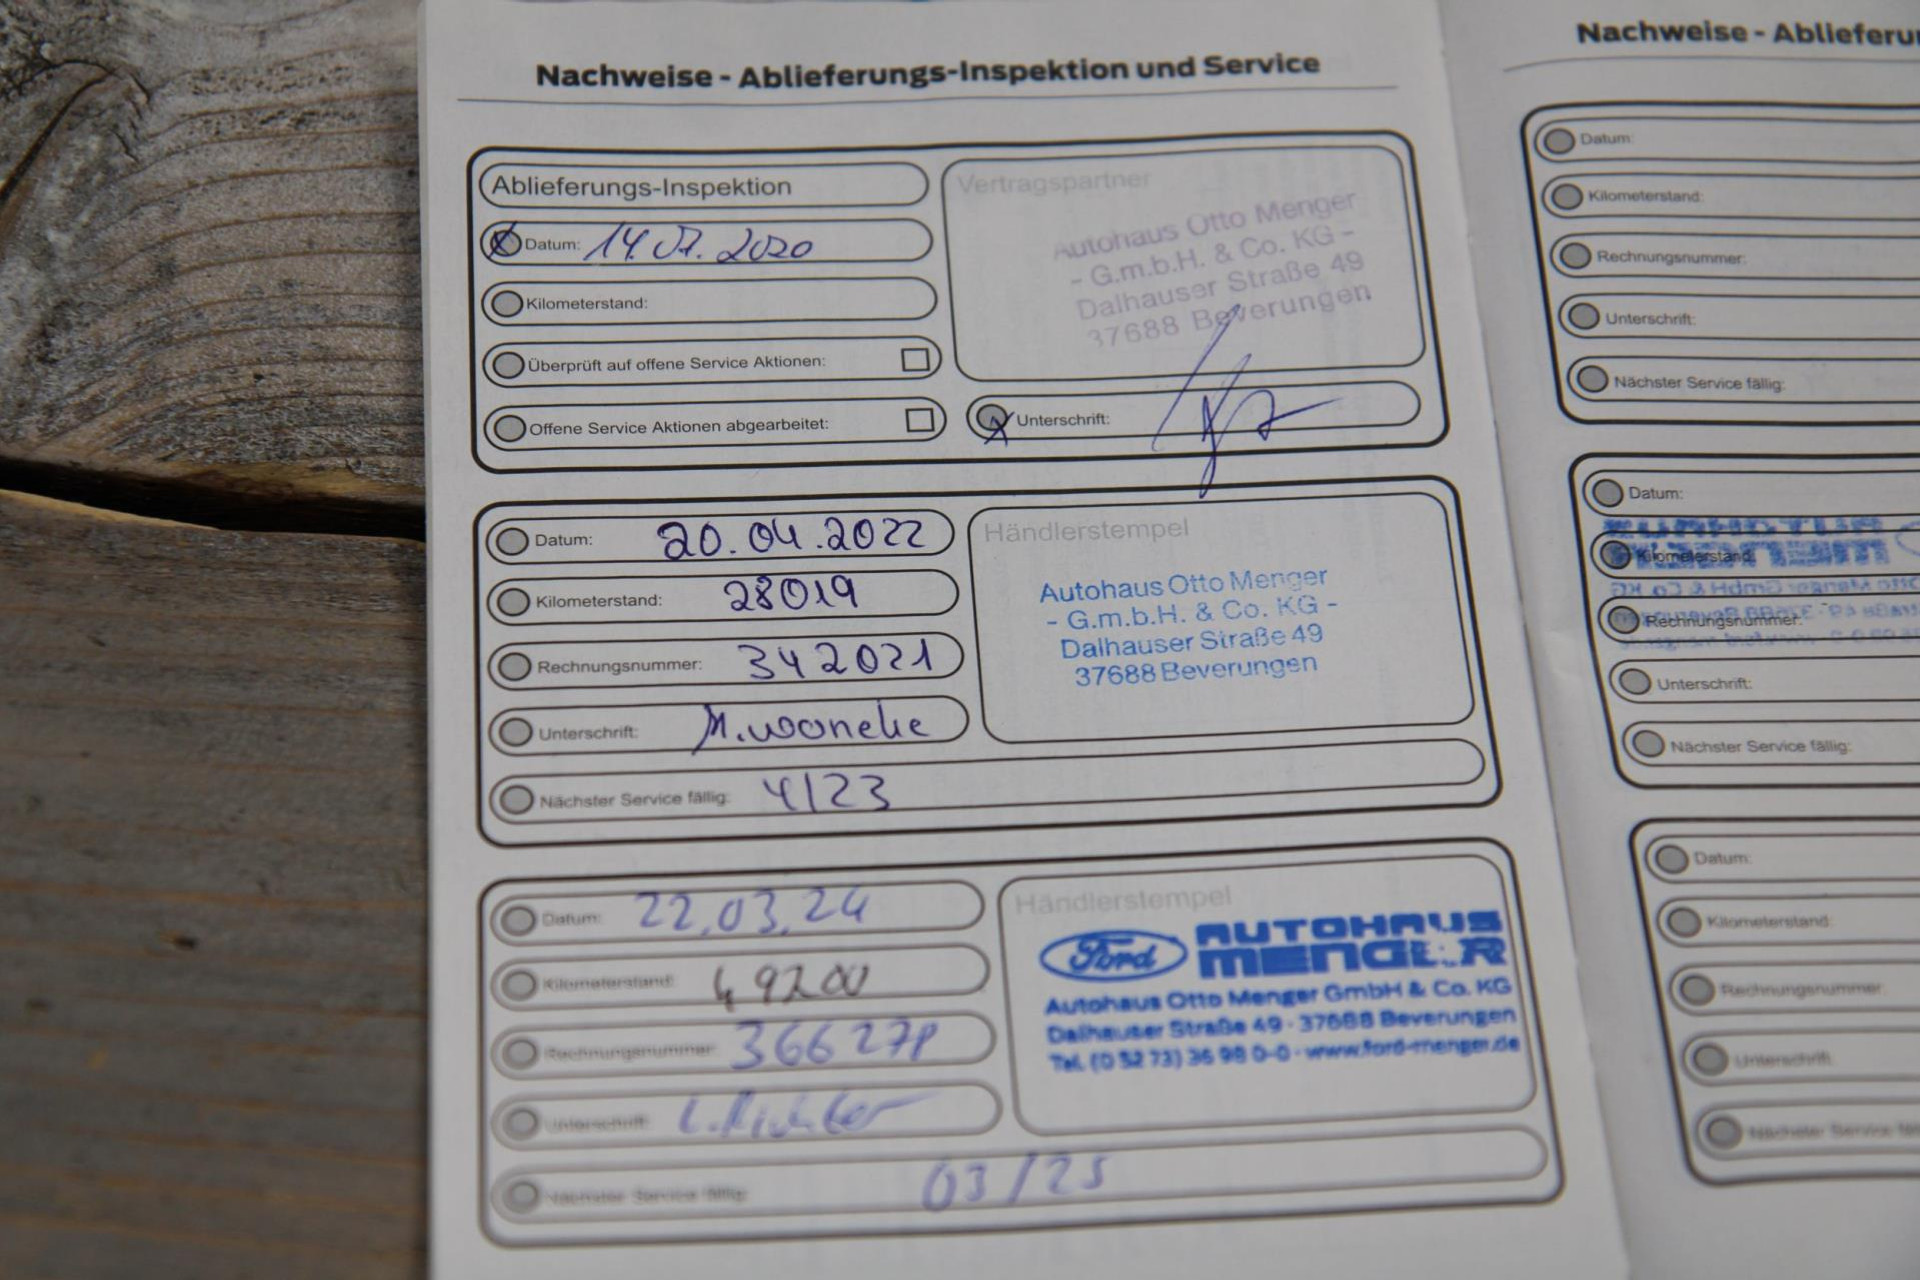 Nachweise - Ablieferungs-Inspektion und Service
Ablieferungs-Inspektion
Datum: 14.07.2020
Kilometerstand:
Überprüft auf offene Service Aktionen:
Offene Service Aktionen abgearbeitet:
Vertragspartner
Autohaus Otto Menger
- G.m.b.H. & Co. KG -
Dalhauser Straße 49
37688 Beverungen
Unterschrift:
Datum: 20.04.2022
Kilometerstand: 28019
Rechnungsnummer: 342021
Unterschrift:
Nächster Service fällig: 4/23
Händlerstempel
Autohaus Otto Menger
- G.m.b.H. & Co. KG -
Dalhauser Straße 49
37688 Beverungen
Datum: 22.03.24
Kilometerstand: 49200
Rechnungsnummer:
Unterschrift: L. Richter
Nächster Service fällig: 03/25
Händlerstempel
Ford
AUTOHAUS
MENGER
Autohaus Otto Menger GmbH & Co. KG
Dalhauser Straße 49 · 37688 Beverungen
Tel. (0 52 73) 36 98 0-0 · www.ford-menger.de
Nachweise -
Datum:
Kilometerstand:
Rechnungsnummer:
Unterschrift:
Nächster Service fällig:
Datum:
Kilometerstand:
Rechnungsnummer:
Unterschrift:
Nächster Service fällig:
Datum:
Kilometerstand:
Rechnungsnummer:
Unterschrift:
Nächster Service